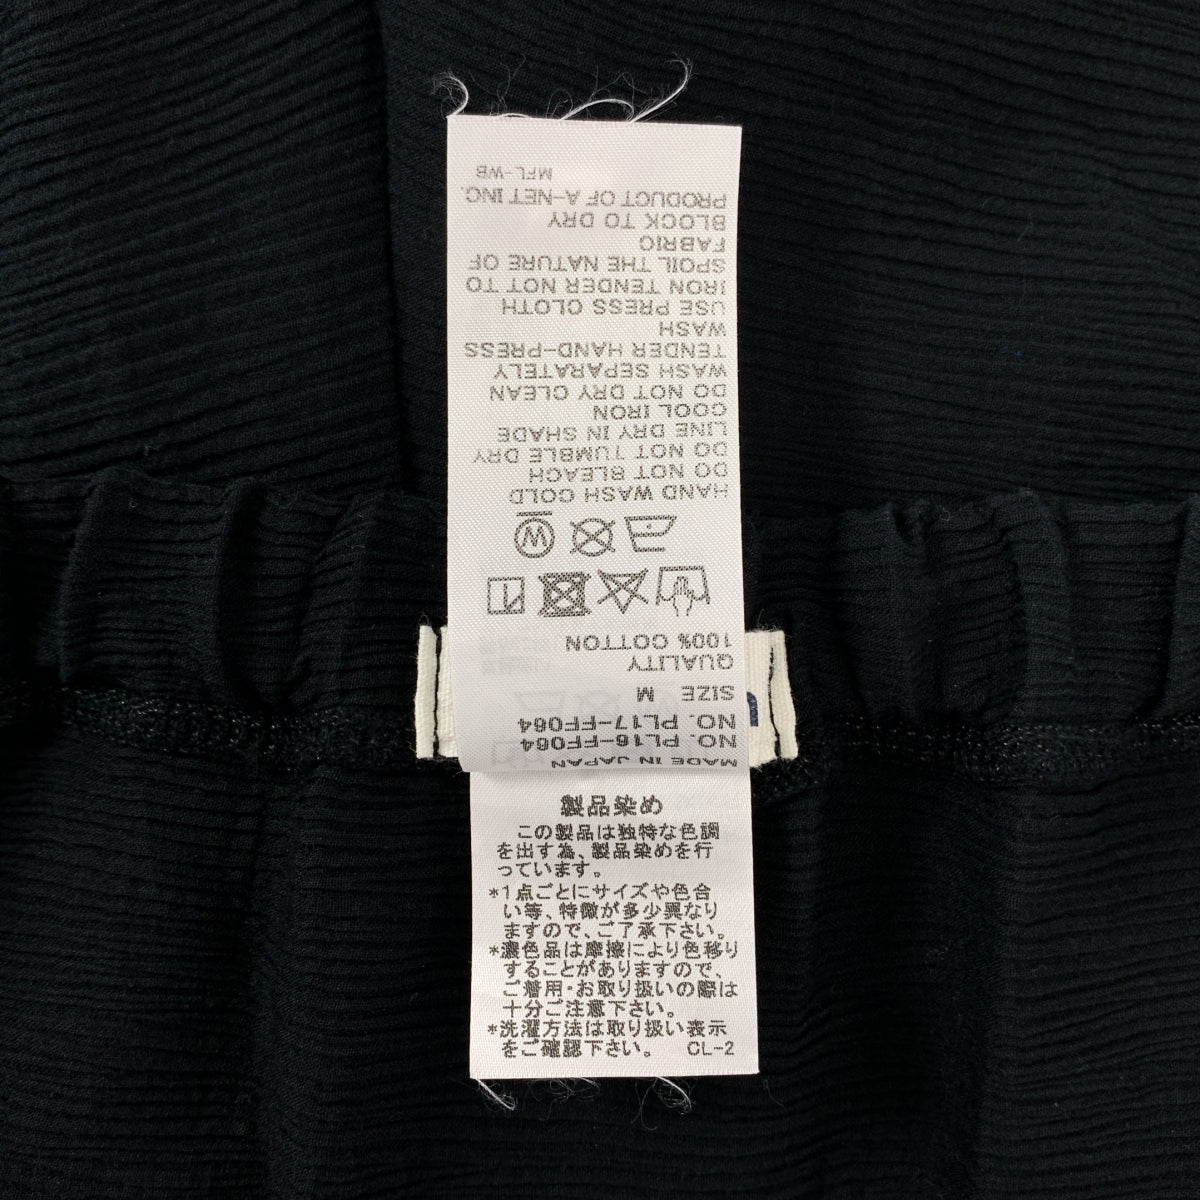 MADE IN JAPAN
NO. PL16-FF064
NO. PL17-FF064
SIZE M
QUALITY
100% COTTON
W
HAND WASH COLD
DO NOT BLEACH
DO NOT TUMBLE DRY
LINE DRY IN SHADE
COOL IRON
DO NOT DRY CLEAN
WASH SEPARATELY
TENDER HAND-PRESS
WASH
USE PRESS CLOTH
IRON TENDER NOT TO
SPOIL THE NATURE OF
FABRIC
BLOCK TO DRY
PRODUCT OF A-NET INC.
MFL-WB
製品染め
この製品は独特な色調
を出す為、製品染めを行
っています。
*1点ごとにサイズや色合
い等、特徴が多少異なり
ますので、ご了承下さい。
*濃色品は摩擦により色移り
することがありますので、
ご着用・お取り扱いの際は
十分ご注意下さい。
*洗濯方法は取り扱い表示
をご確認下さい。 CL-2